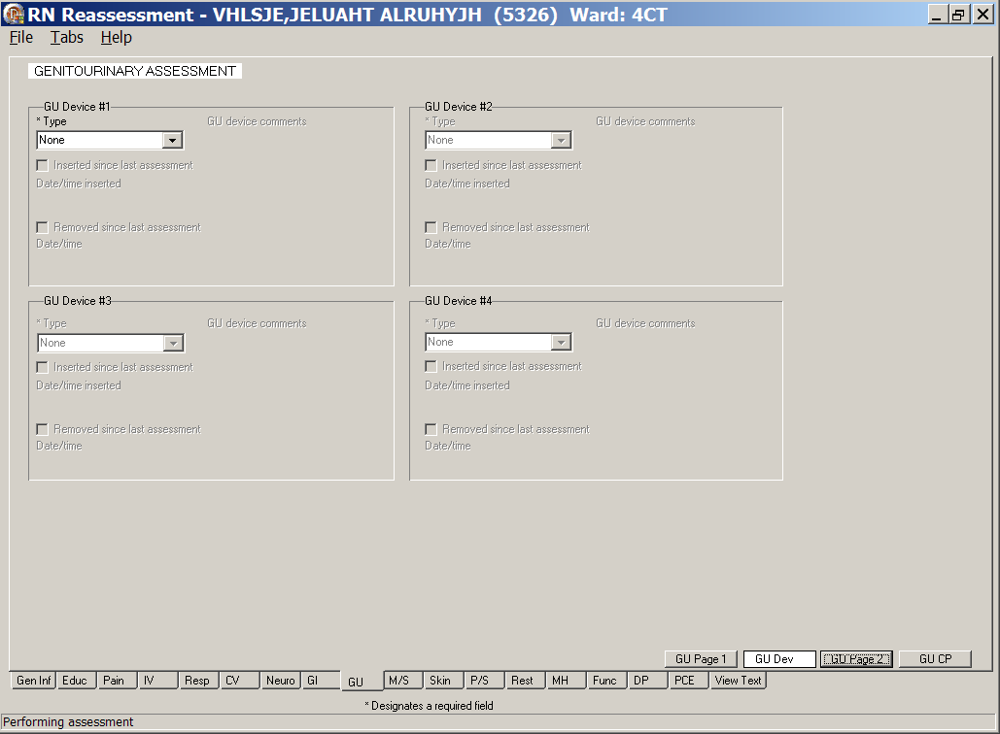 RN Reassessment - VHLSJE,JELUAHT ALRUHYJH (5326) Ward: 4CT
File Tabs Help
GENITOURINARY ASSESSMENT
GU Device #1
* Type
GU device comments
None
Inserted since last assessment
Date/time inserted
Removed since last assessment
Date/time
GU Device #2
* Type
GU device comments
None
Inserted since last assessment
Date/time inserted
Removed since last assessment
Date/time
GU Device #3
* Type
GU device comments
None
Inserted since last assessment
Date/time inserted
Removed since last assessment
Date/time
GU Device #4
* Type
GU device comments
None
Inserted since last assessment
Date/time inserted
Removed since last assessment
Date/time
GU Page 1 GU Dev GU Page 2 GU CP
Gen Inf Educ Pain IV Resp CV Neuro GI GU M/S Skin P/S Rest MH Func DP PCE View Text
* Designates a required field
Performing assessment